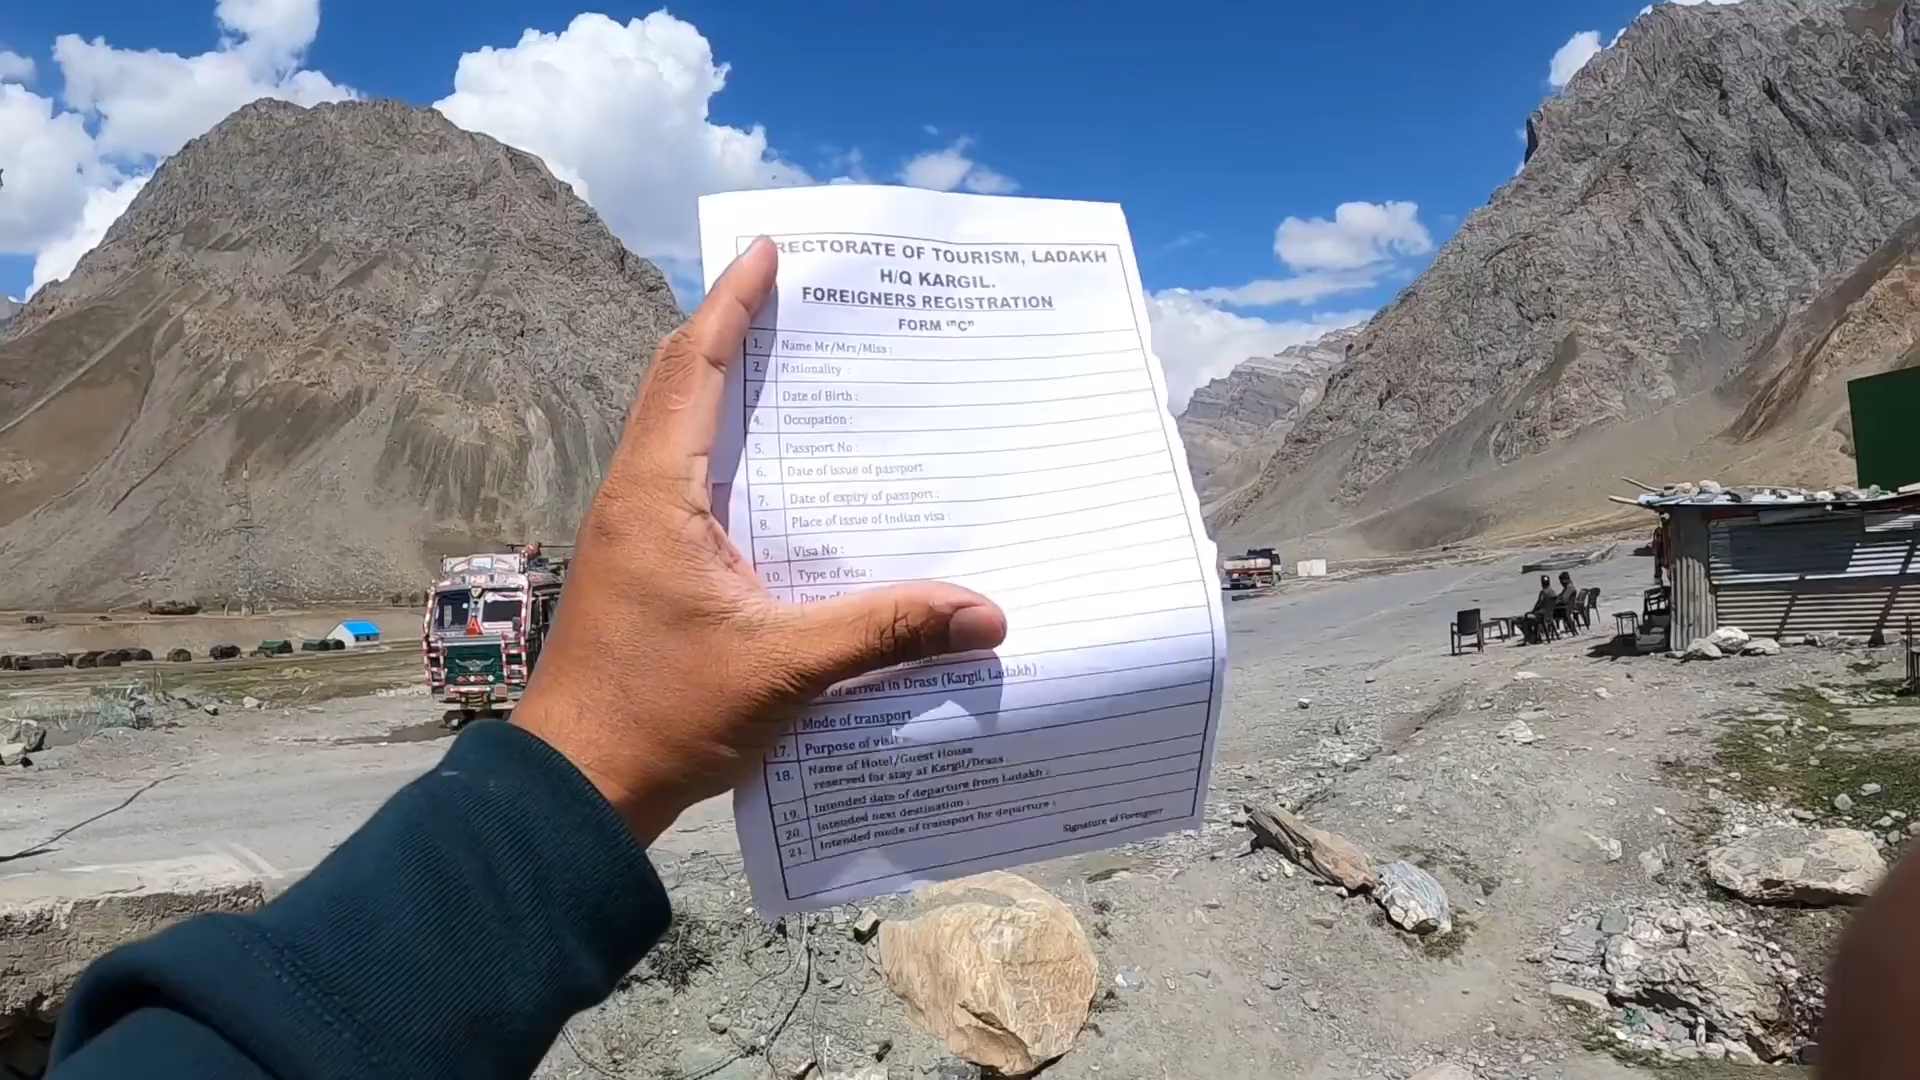 RECTORATE OF TOURISM, LADAKH
H/Q KARGIL.
FOREIGNERS REGISTRATION
FORM "C"
1. Name Mr/Mrs/Miss :
2. Nationality :
3. Date of Birth :
4. Occupation :
5. Passport No :
6. Date of issue of passport
7. Date of expiry of passport :
8. Place of issue of Indian visa :
9. Visa No :
10. Type of visa :
Date of
of arrival in Drass (Kargil, Ladakh) :
Mode of transport
17. Purpose of visit
18. Name of Hotel/Guest House
reserved for stay at Kargil/Drass :
19. Intended date of departure from Ladakh :
20. Intended next destination :
21. Intended mode of transport for departure :
Signature of Foreigner